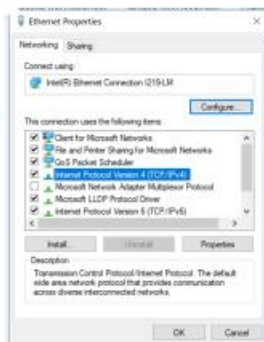 Ethernet Properties
Networking Sharing
Connect using:
Intel(R) Ethernet Connection I219-LM
Configure...
This connection uses the following items:
Client for Microsoft Networks
File and Printer Sharing for Microsoft Networks
QoS Packet Scheduler
Internet Protocol Version 4 (TCP/IPv4)
Microsoft Network Adapter Multiplexor Protocol
Microsoft LLDP Protocol Driver
Internet Protocol Version 6 (TCP/IPv6)
Install... Uninstall Properties
Description
Transmission Control Protocol/Internet Protocol. The default
wide area network protocol that provides communication
across diverse interconnected networks.
OK Cancel